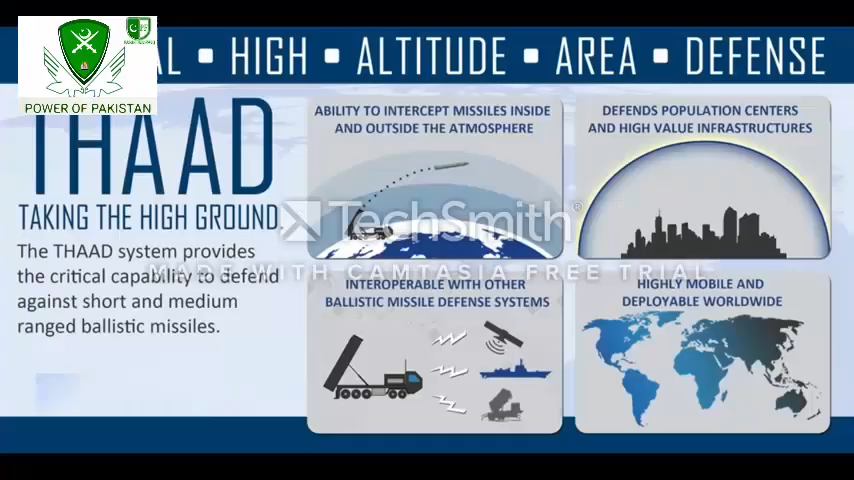 AL ▪ HIGH ▪ ALTITUDE ▪ AREA ▪ DEFENSE
POWER OF PAKISTAN
THAAD
TAKING THE HIGH GROUND
The THAAD system provides
the critical capability to defend
against short and medium
ranged ballistic missiles.
ABILITY TO INTERCEPT MISSILES INSIDE
AND OUTSIDE THE ATMOSPHERE
DEFENDS POPULATION CENTERS
AND HIGH VALUE INFRASTRUCTURES
TechSmith®
MADE WITH CAMTASIA FREE TRIAL
INTEROPERABLE WITH OTHER
BALLISTIC MISSILE DEFENSE SYSTEMS
HIGHLY MOBILE AND
DEPLOYABLE WORLDWIDE